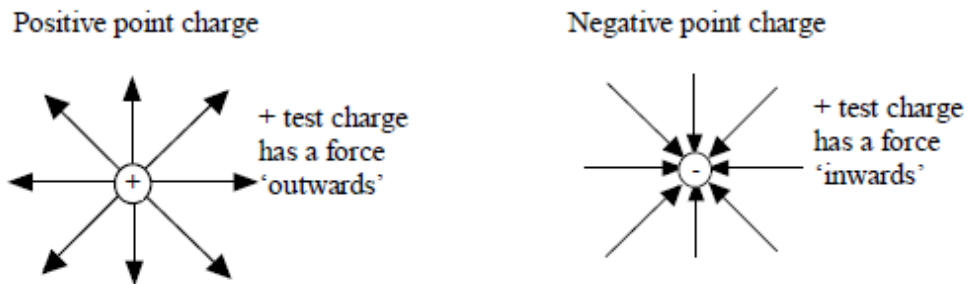 Positive point charge
Negative point charge
+ test charge
has a force
‘outwards’
+
+ test charge
has a force
‘inwards’
-